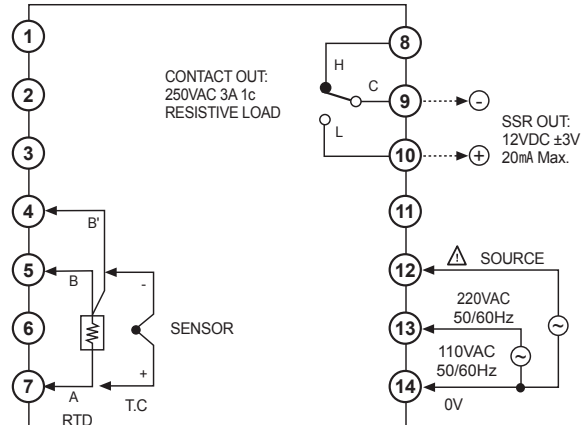 1
2
3
4
5
6
7
B'
B
A
RTD
-
+
T.C
SENSOR
CONTACT OUT:
250VAC 3A 1c
RESISTIVE LOAD
H
C
L
8
9
10
11
12
13
14
-
+
SSR OUT:
12VDC ±3V
20mA Max.
! SOURCE
220VAC
50/60Hz
~
110VAC
50/60Hz
~
0V